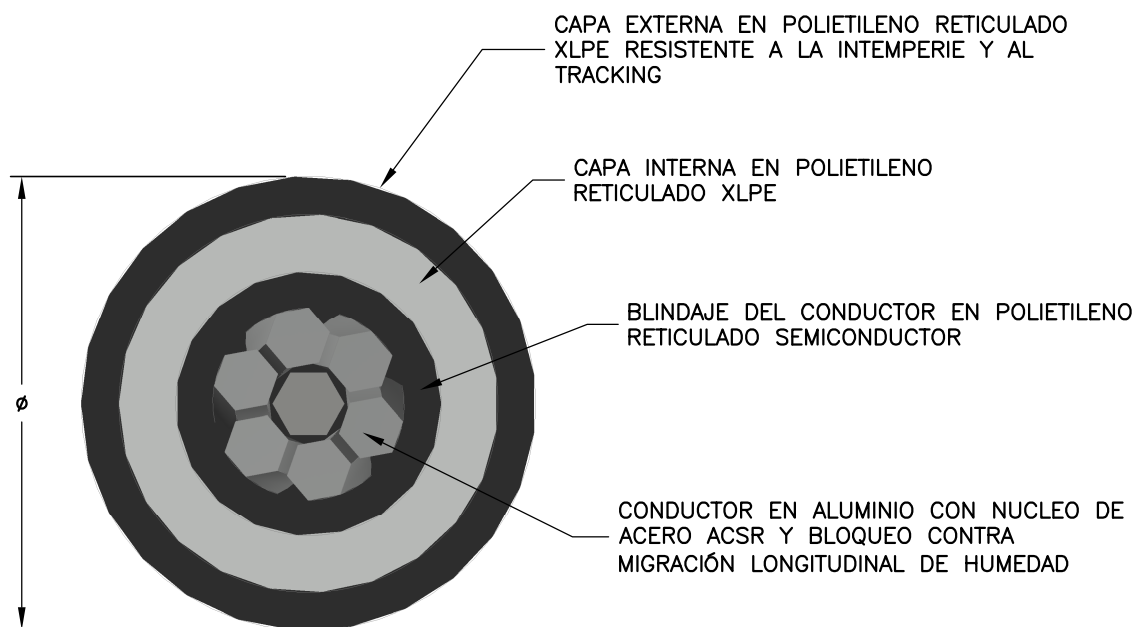 CAPA EXTERNA EN POLIETILENO RETICULADO
XLPE RESISTENTE A LA INTEMPERIE Y AL
TRACKING
CAPA INTERNA EN POLIETILENO
RETICULADO XLPE
BLINDAJE DEL CONDUCTOR EN POLIETILENO
RETICULADO SEMICONDUCTOR
ø
CONDUCTOR EN ALUMINIO CON NUCLEO DE
ACERO ACSR Y BLOQUEO CONTRA
MIGRACIÓN LONGITUDINAL DE HUMEDAD